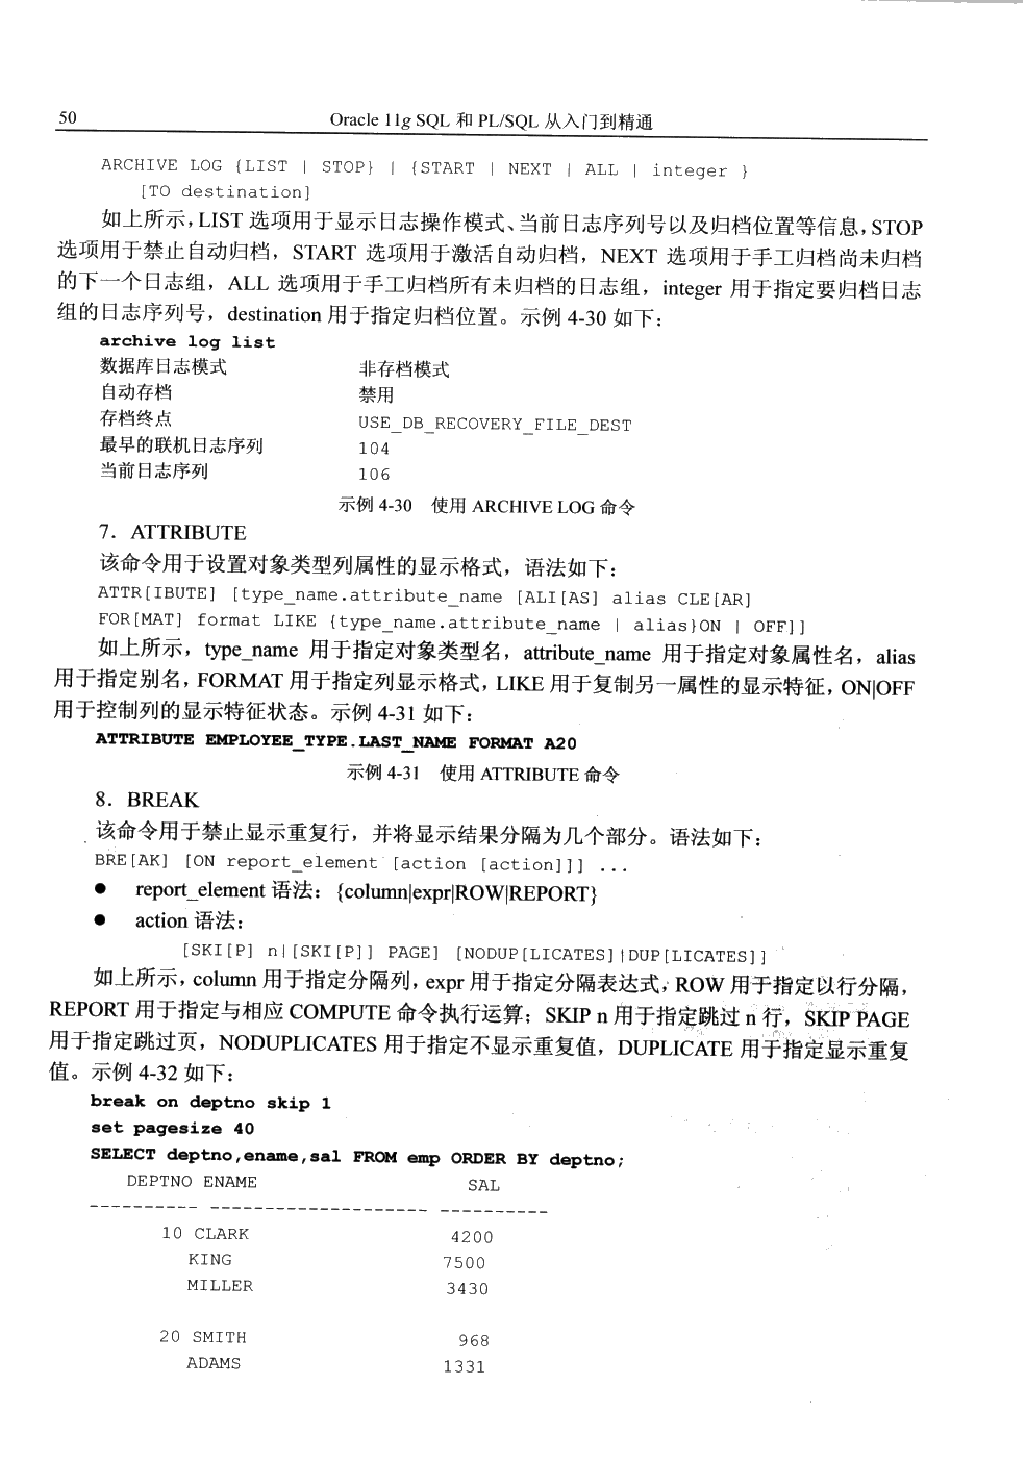 50
Oracle 11g SQL 和 PL/SQL 从入门到精通
ARCHIVE LOG {LIST | STOP} | {START | NEXT | ALL | integer }
[TO destination]
如上所示,LIST 选项用于显示日志操作模式、当前日志序列号以及归档位置等信息,STOP
选项用于禁止自动归档，START 选项用于激活自动归档，NEXT 选项用于手工归档尚未归档
的下一个日志组，ALL 选项用于手工归档所有未归档的日志组，integer 用于指定要归档日志
组的日志序列号，destination 用于指定归档位置。示例 4-30 如下：
archive log list
数据库日志模式 非存档模式
自动存档 禁用
存档终点 USE_DB_RECOVERY_FILE_DEST
最早的联机日志序列 104
当前日志序列 106
示例 4-30 使用 ARCHIVE LOG 命令
7．ATTRIBUTE
该命令用于设置对象类型列属性的显示格式，语法如下：
ATTR[IBUTE] [type_name.attribute_name [ALI[AS] alias CLE[AR]
FOR[MAT] format LIKE {type_name.attribute_name | alias}ON | OFF]]
如上所示，type_name 用于指定对象类型名，attribute_name 用于指定对象属性名，alias
用于指定别名，FORMAT 用于指定列显示格式，LIKE 用于复制另一属性的显示特征，ON|OFF
用于控制列的显示特征状态。示例 4-31 如下：
ATTRIBUTE EMPLOYEE_TYPE.LAST_NAME FORMAT A20
示例 4-31 使用 ATTRIBUTE 命令
8．BREAK
该命令用于禁止显示重复行，并将显示结果分隔为几个部分。语法如下：
BRE[AK] [ON report_element [action [action]]] ...
● report_element 语法：{column|expr|ROW|REPORT}
● action 语法：
[SKI[P] n|[SKI[P]] PAGE] [NODUP[LICATES]|DUP[LICATES]]
如上所示，column 用于指定分隔列，expr 用于指定分隔表达式，ROW 用于指定以行分隔，
REPORT 用于指定与相应 COMPUTE 命令执行运算；SKIP n 用于指定跳过 n 行，SKIP PAGE
用于指定跳过页，NODUPLICATES 用于指定不显示重复值，DUPLICATE 用于指定显示重复
值。示例 4-32 如下：
break on deptno skip 1
set pagesize 40
SELECT deptno,ename,sal FROM emp ORDER BY deptno;
DEPTNO ENAME SAL
---------- -------------------- ----------
10 CLARK 4200
KING 7500
MILLER 3430
20 SMITH 968
ADAMS 1331